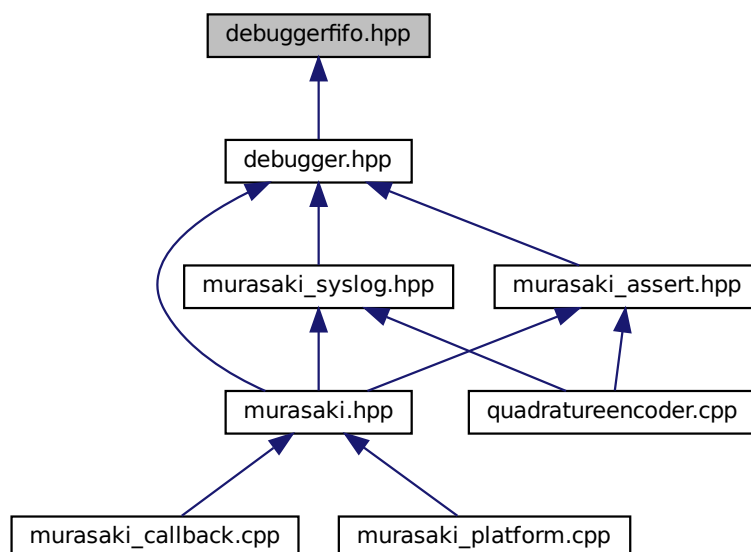 debuggerfifo.hpp
debugger.hpp
murasaki_syslog.hpp
murasaki_assert.hpp
murasaki.hpp
quadratureencoder.cpp
murasaki_callback.cpp
murasaki_platform.cpp